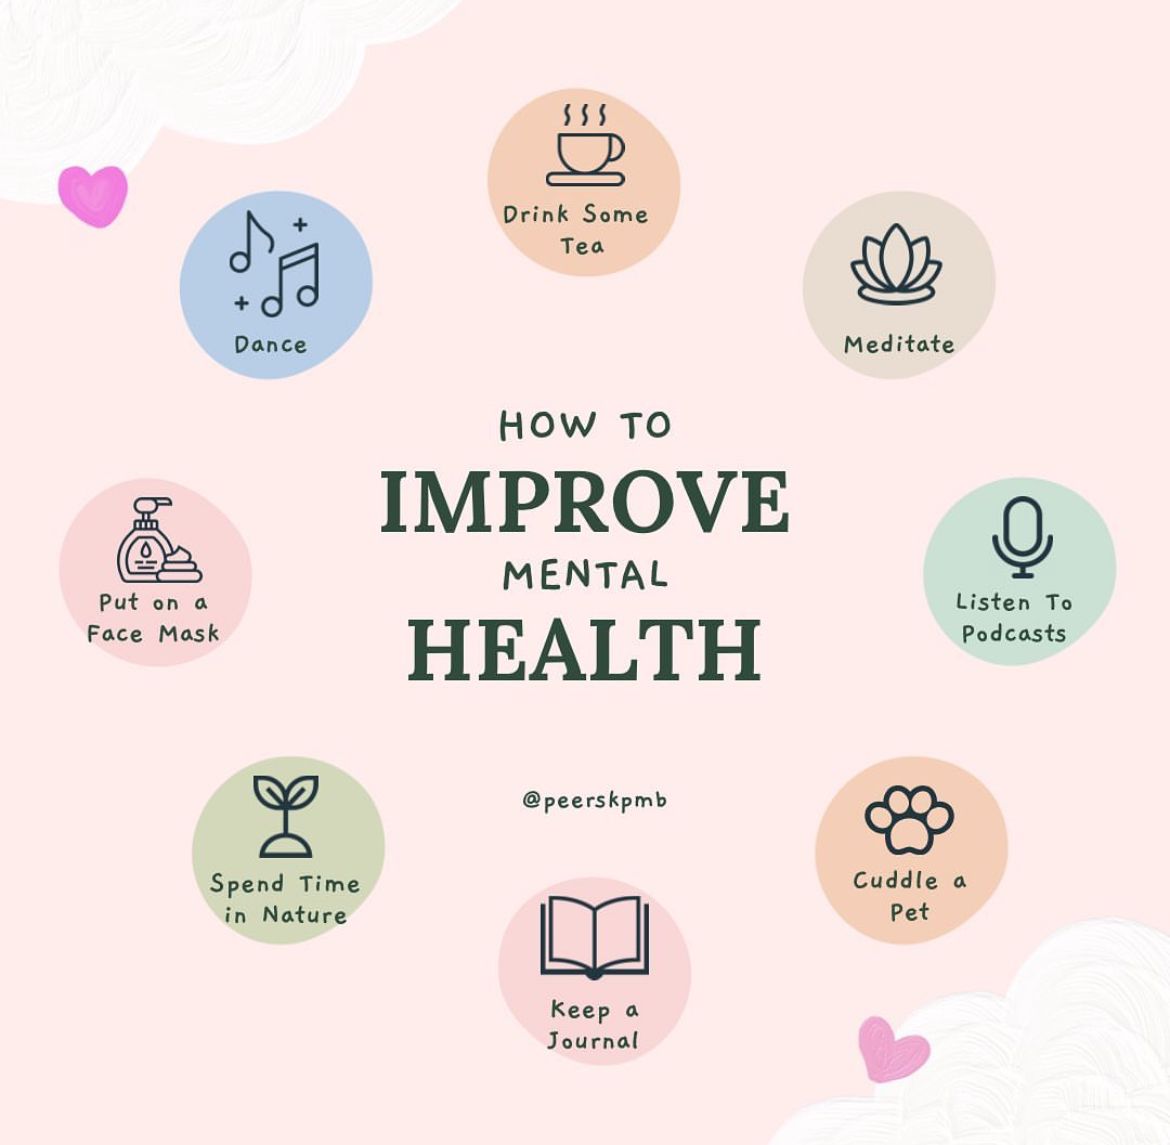 Drink Some
Tea
Dance
Meditate
HOW TO
IMPROVE
MENTAL
HEALTH
Put on a
Face Mask
Listen To
Podcasts
@peerskpmb
Spend Time
in Nature
Cuddle a
Pet
Keep a
Journal